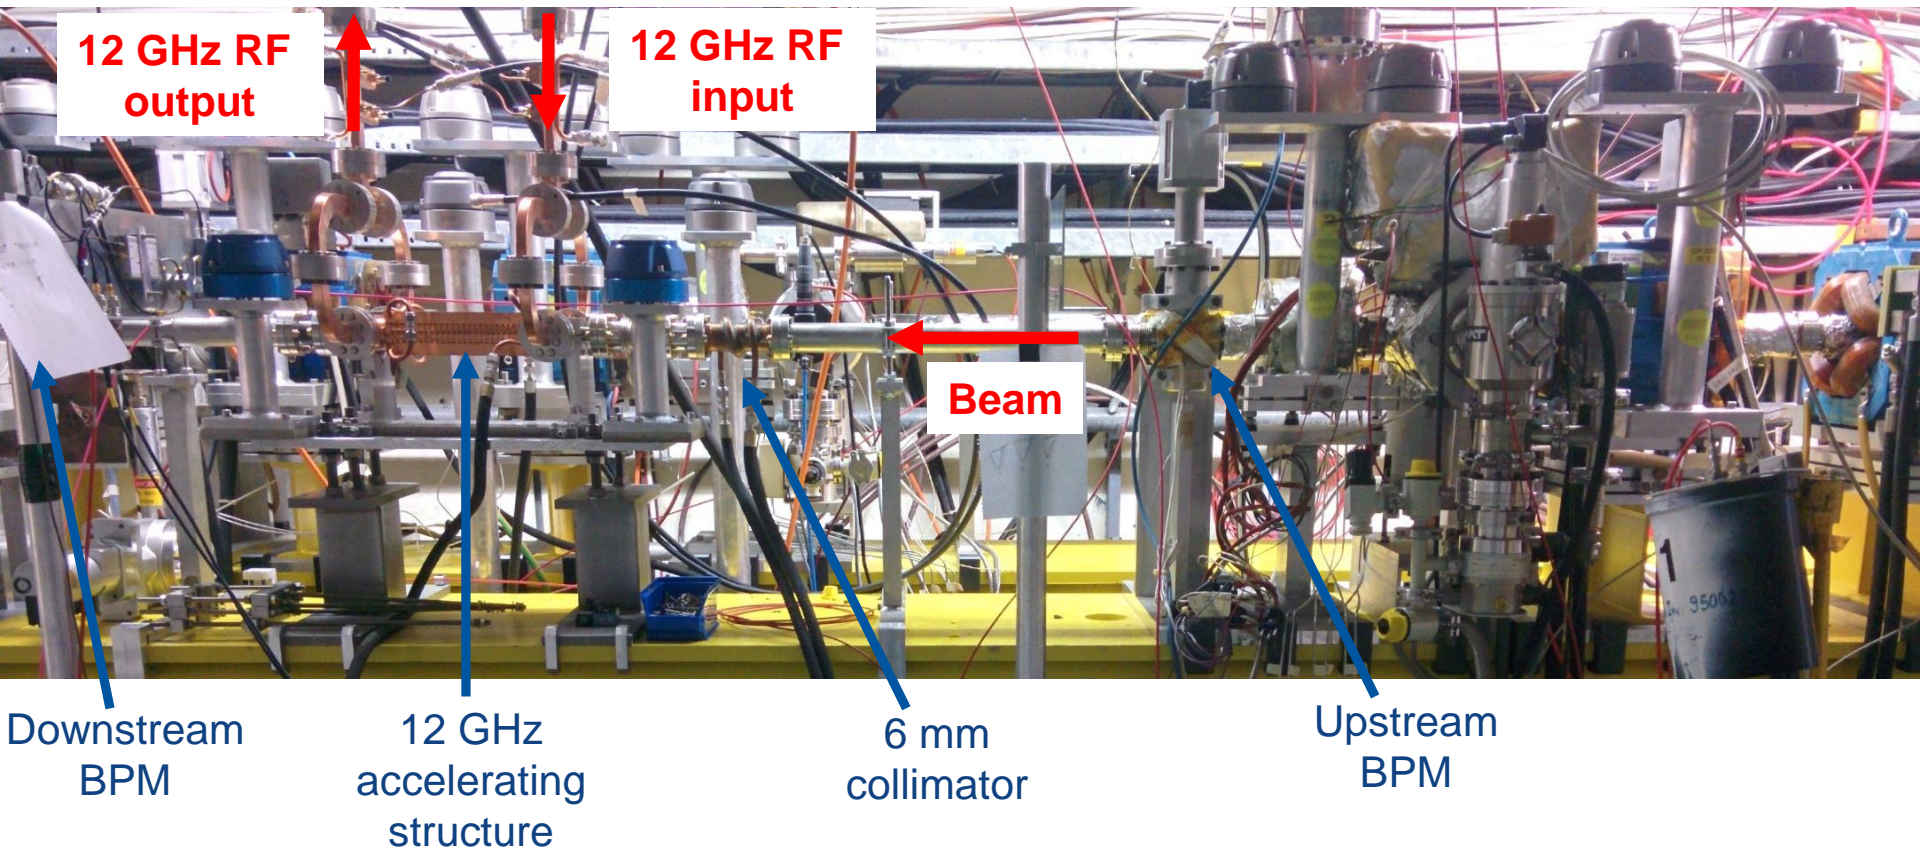 12 GHz RF
output
12 GHz RF
input
Beam
1
95002
Downstream
BPM
12 GHz
accelerating
structure
6 mm
collimator
Upstream
BPM